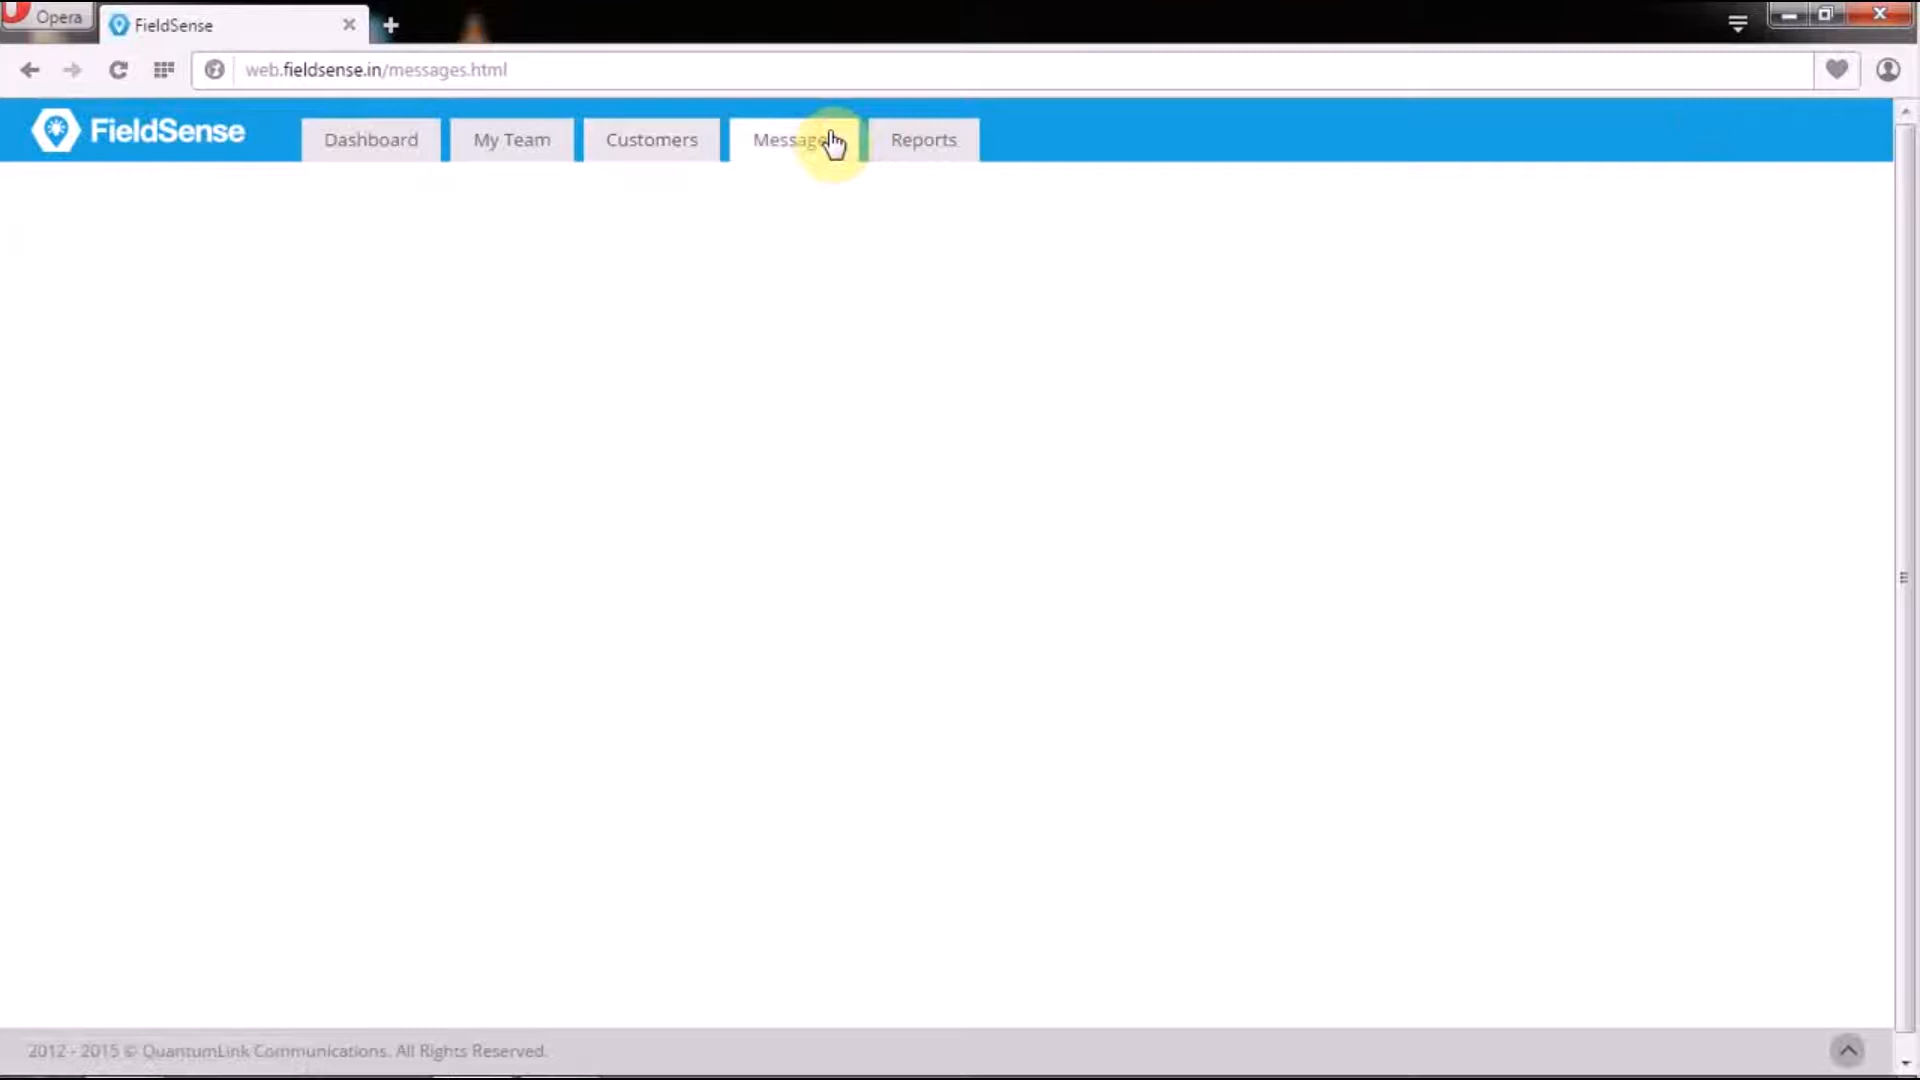 Opera
FieldSense
web.fieldsense.in/messages.html
FieldSense
Dashboard
My Team
Customers
Message
Reports
2012 - 2015 © QuantumLink Communications. All Rights Reserved.